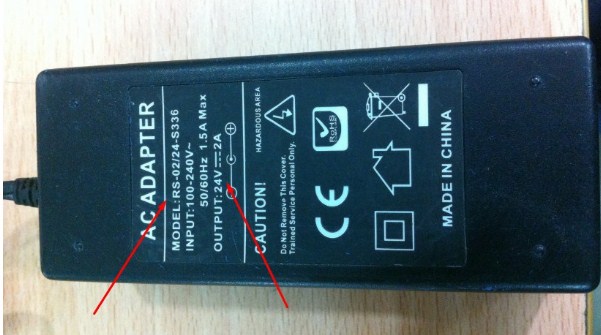 AC ADAPTER
MODEL: RS-02/24-S336
INPUT: 100-240V~
50/60Hz 1.5A Max
OUTPUT: 24V⎓2A
CAUTION!
HAZARDOUS AREA
Do Not Remove This Cover.
Trained Service Personal Only.
CE
RoHS
MADE IN CHINA